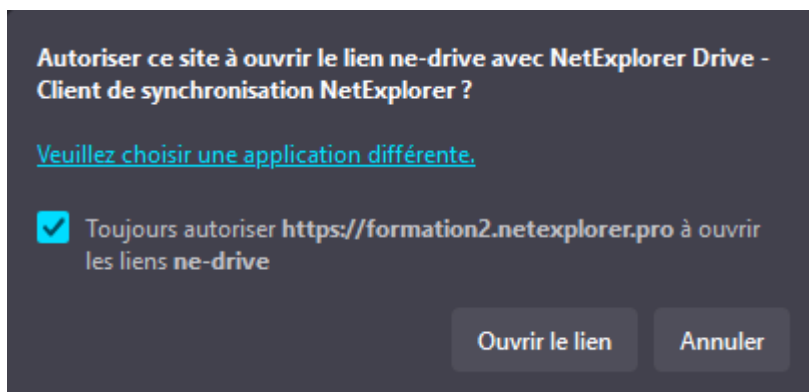 Autoriser ce site à ouvrir le lien ne-drive avec NetExplorer Drive -
Client de synchronisation NetExplorer ?
Veuillez choisir une application différente.
Toujours autoriser https://formation2.netexplorer.pro à ouvrir
les liens ne-drive
Ouvrir le lien
Annuler